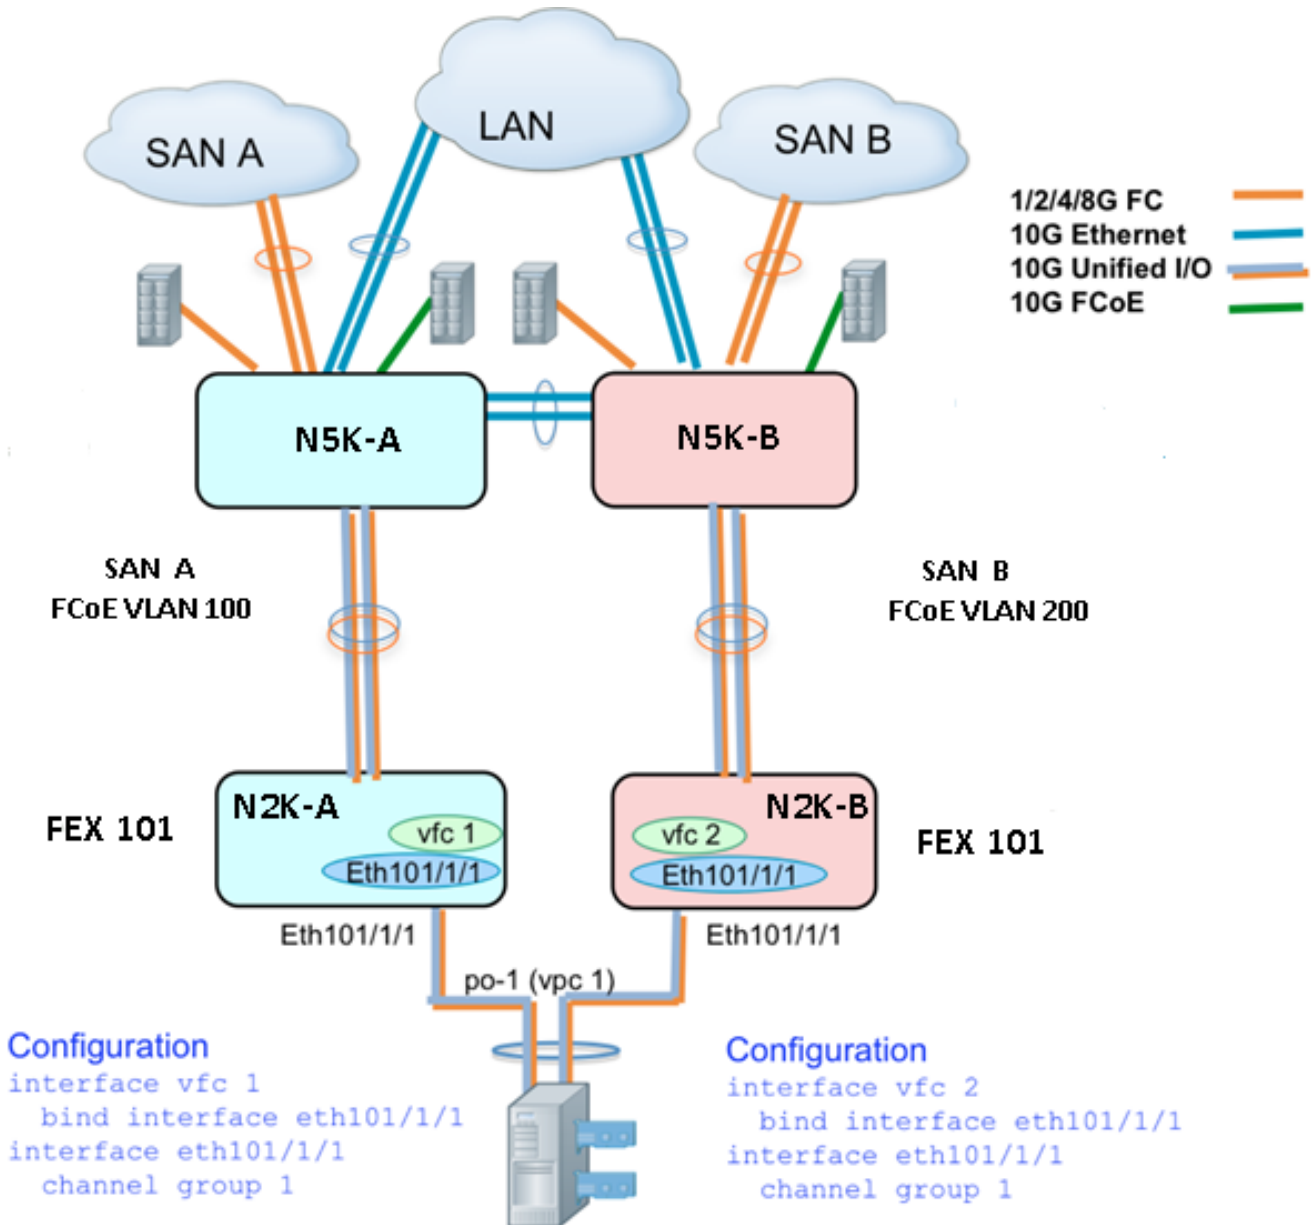 LAN
SAN A
SAN B
1/2/4/8G FC
10G Ethernet
10G Unified I/O
10G FCoE
N5K-A
N5K-B
SAN A
FCoE VLAN 100
SAN B
FCoE VLAN 200
FEX 101
N2K-A
vfc 1
Eth101/1/1
N2K-B
vfc 2
Eth101/1/1
FEX 101
Eth101/1/1
Eth101/1/1
po-1 (vpc 1)
Configuration
interface vfc 1
  bind interface eth101/1/1
interface eth101/1/1
  channel group 1
Configuration
interface vfc 2
  bind interface eth101/1/1
interface eth101/1/1
  channel group 1